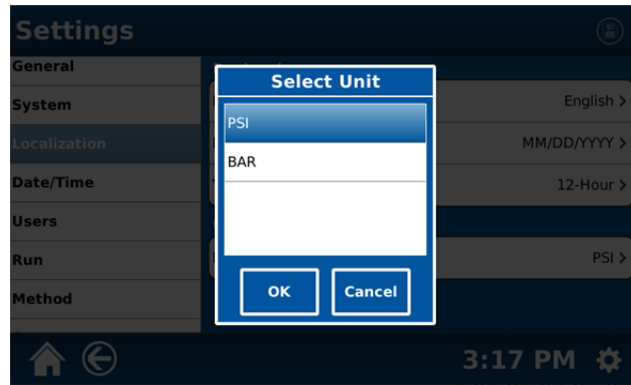 Settings
General
System
Localization
Date/Time
Users
Run
Method
Select Unit
PSI
BAR
OK
Cancel
English >
MM/DD/YYYY >
12-Hour >
PSI >
3:17 PM